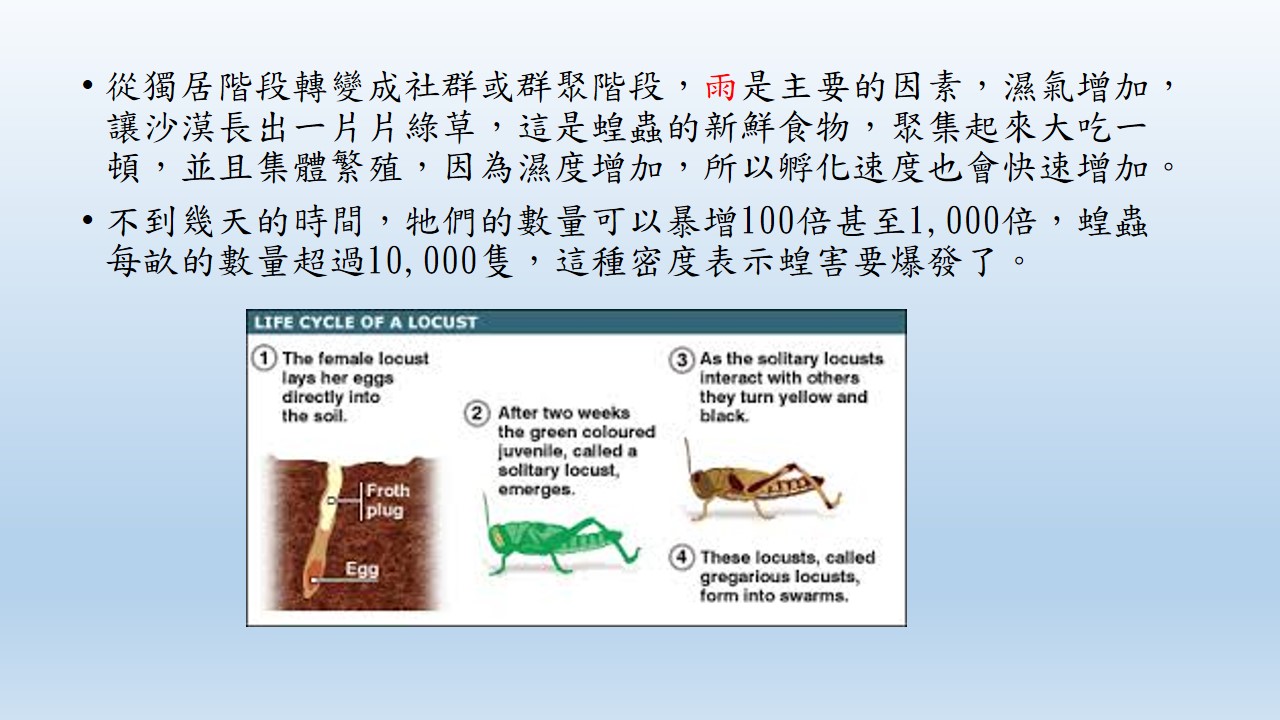 • 從獨居階段轉變成社群或群聚階段，雨是主要的因素，濕氣增加，
讓沙漠長出一片片綠草，這是蝗蟲的新鮮食物，聚集起來大吃一
頓，並且集體繁殖，因為濕度增加，所以孵化速度也會快速增加。
• 不到幾天的時間，牠們的數量可以暴增100倍甚至1,000倍，蝗蟲
每畝的數量超過10,000隻，這種密度表示蝗害要爆發了。
LIFE CYCLE OF A LOCUST
1 The female locust
lays her eggs
directly into
the soil.
Froth
plug
Egg
2 After two weeks
the green coloured
juvenile, called a
solitary locust,
emerges.
3 As the solitary locusts
interact with others
they turn yellow and
black.
4 These locusts, called
gregarious locusts,
form into swarms.